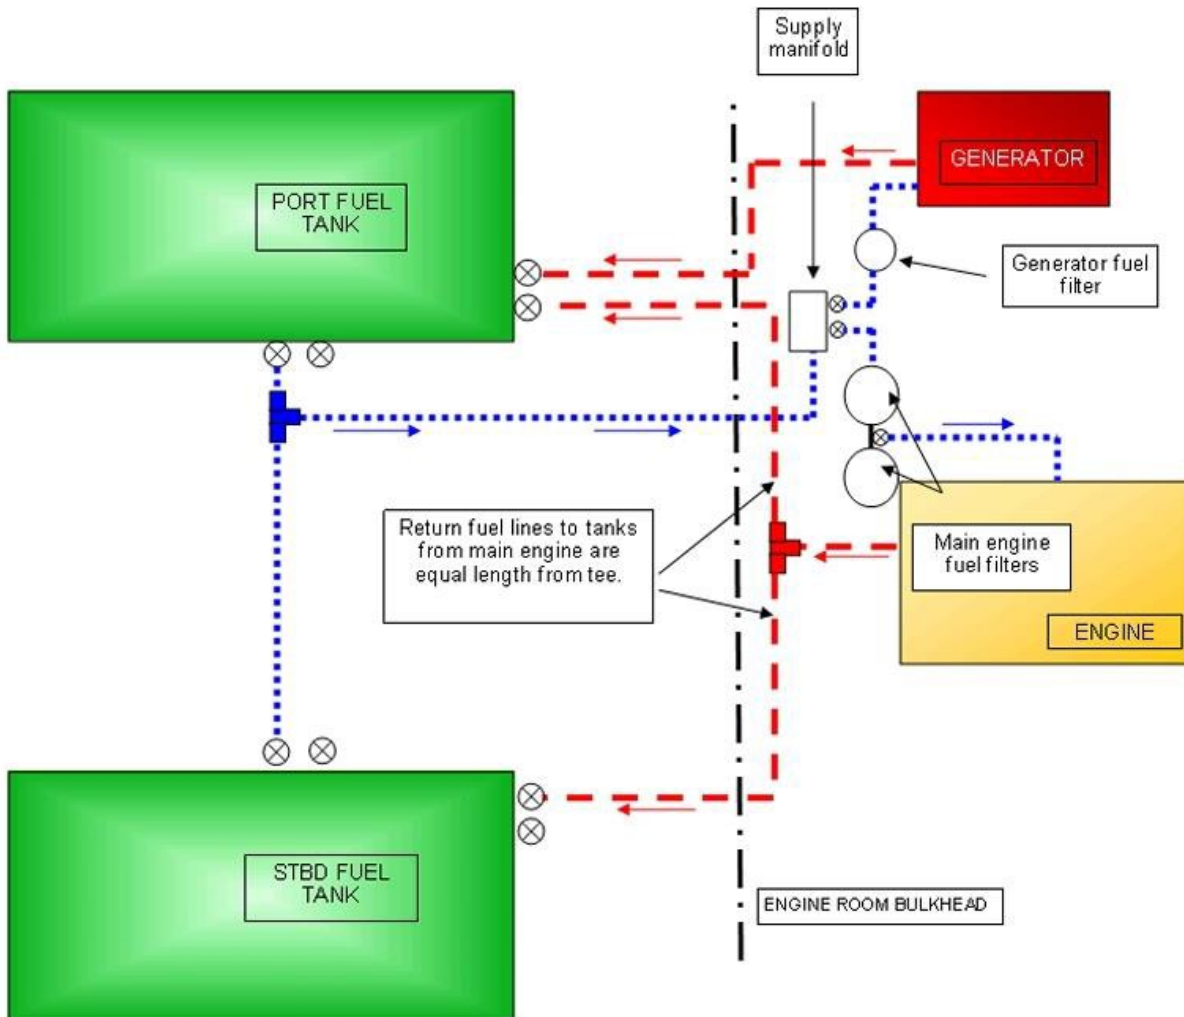 Supply
manifold
GENERATOR
PORT FUEL
TANK
Generator fuel
filter
Return fuel lines to tanks
from main engine are
equal length from tee.
Main engine
fuel filters
ENGINE
STBD FUEL
TANK
ENGINE ROOM BULKHEAD